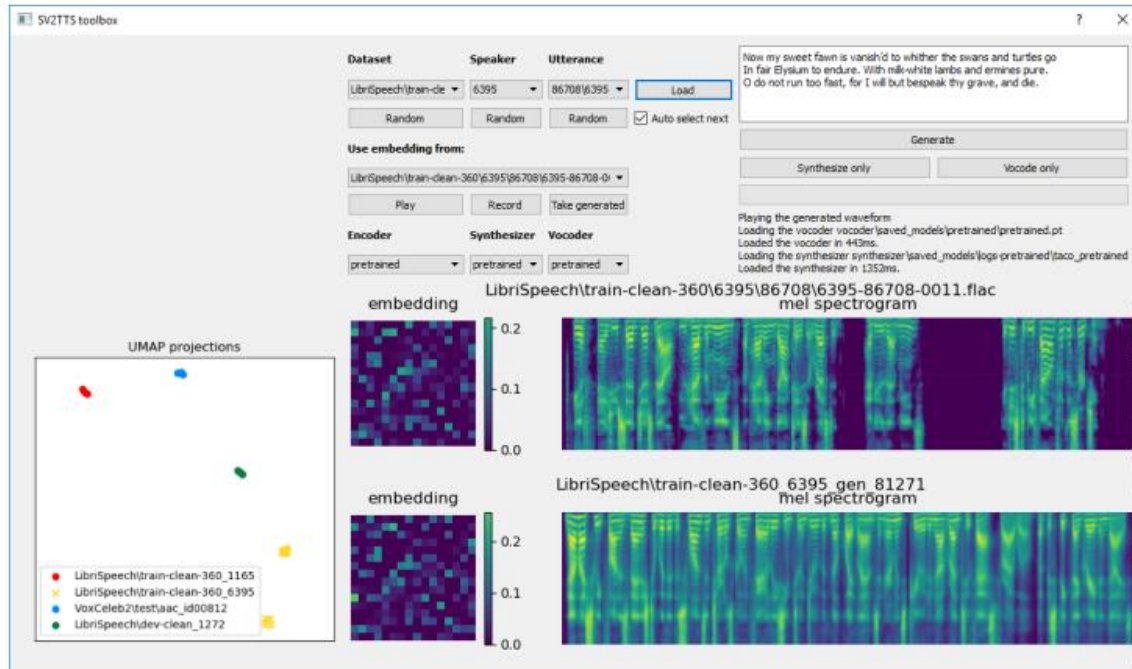 SV2TTS toolbox
Dataset Speaker Utterance
LibriSpeech\train-cle 6395 86708\6395 Load
Random Random Random Auto select next
Use embedding from:
LibriSpeech\train-clean-360\6395\86708\6395-86708-0
Play Record Take generated
Encoder Synthesizer Vocoder
pretrained pretrained pretrained
Now my sweet fawn is vanish'd to whither the swans and turtles go
In fair Elysium to endure. With milk-white lambs and ermines pure.
O do not run too fast, for I will but bespeak thy grave, and die.
Generate
Synthesize only Vocode only
Playing the generated waveform
Loading the vocoder vocoder\saved_models\pretrained\pretrained.pt
Loaded the vocoder in 443ms.
Loading the synthesizer synthesizer\saved_models\logs-pretrained\taco_pretrained
Loaded the synthesizer in 1352ms.
LibriSpeech\train-clean-360\6395\86708\6395-86708-0011.flac
embedding mel spectrogram
0.2
0.1
0.0
LibriSpeech\train-clean-360_6395_gen_81271
embedding mel spectrogram
0.2
0.1
0.0
UMAP projections
LibriSpeech\train-clean-360_1165
LibriSpeech\train-clean-360_6395
VoxCeleb2\test\aac_id00812
LibriSpeech\dev-clean_1272